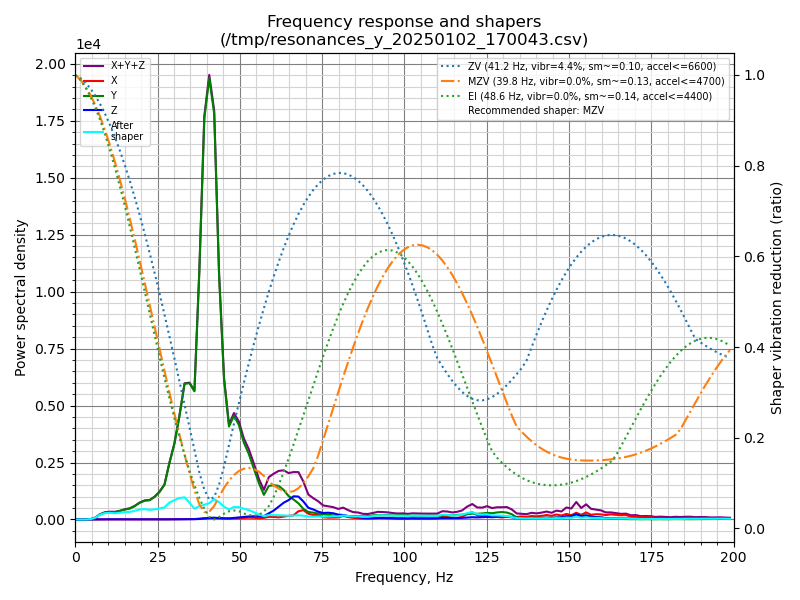 Frequency response and shapers
(/tmp/resonances_y_20250102_170043.csv)
1e4
X+Y+Z
X
Y
Z
After
shaper
ZV (41.2 Hz, vibr=4.4%, sm~=0.10, accel<=6600)
MZV (39.8 Hz, vibr=0.0%, sm~=0.13, accel<=4700)
EI (48.6 Hz, vibr=0.0%, sm~=0.14, accel<=4400)
Recommended shaper: MZV
2.00
1.75
1.50
1.25
1.00
0.75
0.50
0.25
0.00
Power spectral density
1.0
0.8
0.6
0.4
0.2
0.0
Shaper vibration reduction (ratio)
0 25 50 75 100 125 150 175 200
Frequency, Hz